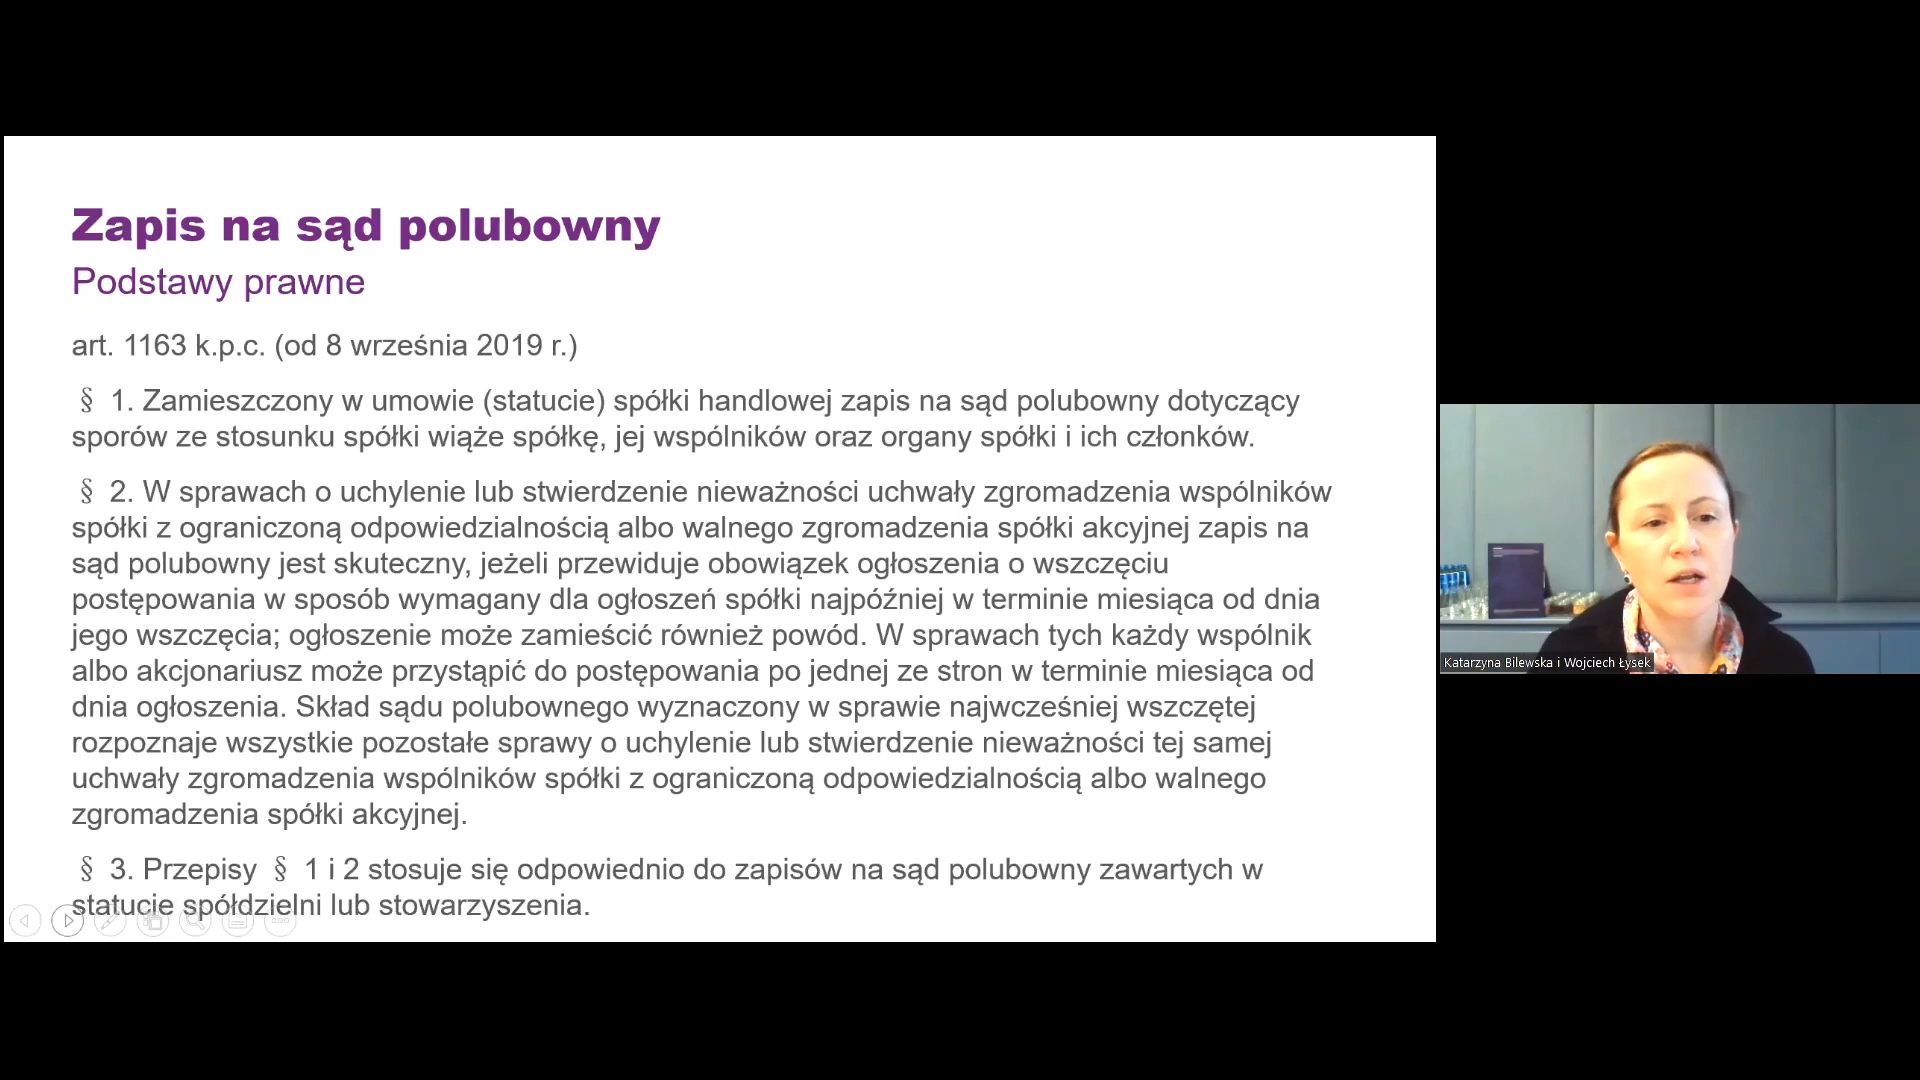 Zapis na sąd polubowny
Podstawy prawne
art. 1163 k.p.c. (od 8 września 2019 r.)
§ 1. Zamieszczony w umowie (statucie) spółki handlowej zapis na sąd polubowny dotyczący
sporów ze stosunku spółki wiąże spółkę, jej wspólników oraz organy spółki i ich członków.
§ 2. W sprawach o uchylenie lub stwierdzenie nieważności uchwały zgromadzenia wspólników
spółki z ograniczoną odpowiedzialnością albo walnego zgromadzenia spółki akcyjnej zapis na
sąd polubowny jest skuteczny, jeżeli przewiduje obowiązek ogłoszenia o wszczęciu
postępowania w sposób wymagany dla ogłoszeń spółki najpóźniej w terminie miesiąca od dnia
jego wszczęcia; ogłoszenie może zamieścić również powód. W sprawach tych każdy wspólnik
albo akcjonariusz może przystąpić do postępowania po jednej ze stron w terminie miesiąca od
dnia ogłoszenia. Skład sądu polubownego wyznaczony w sprawie najwcześniej wszczętej
rozpoznaje wszystkie pozostałe sprawy o uchylenie lub stwierdzenie nieważności tej samej
uchwały zgromadzenia wspólników spółki z ograniczoną odpowiedzialnością albo walnego
zgromadzenia spółki akcyjnej.
§ 3. Przepisy § 1 i 2 stosuje się odpowiednio do zapisów na sąd polubowny zawartych w
statucie spółdzielni lub stowarzyszenia.
Katarzyna Bilewska i Wojciech Łysek